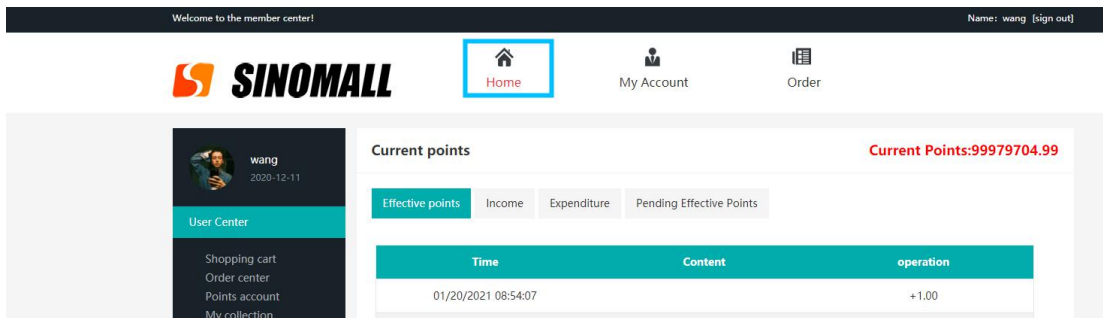 Welcome to the member center!
Name: wang [sign out]
SINOMALL
Home
My Account
Order
wang
2020-12-11
User Center
Shopping cart
Order center
Points account
My collection
Current points
Current Points:99979704.99
Effective points
Income
Expenditure
Pending Effective Points
Time
Content
operation
01/20/2021 08:54:07
+1.00